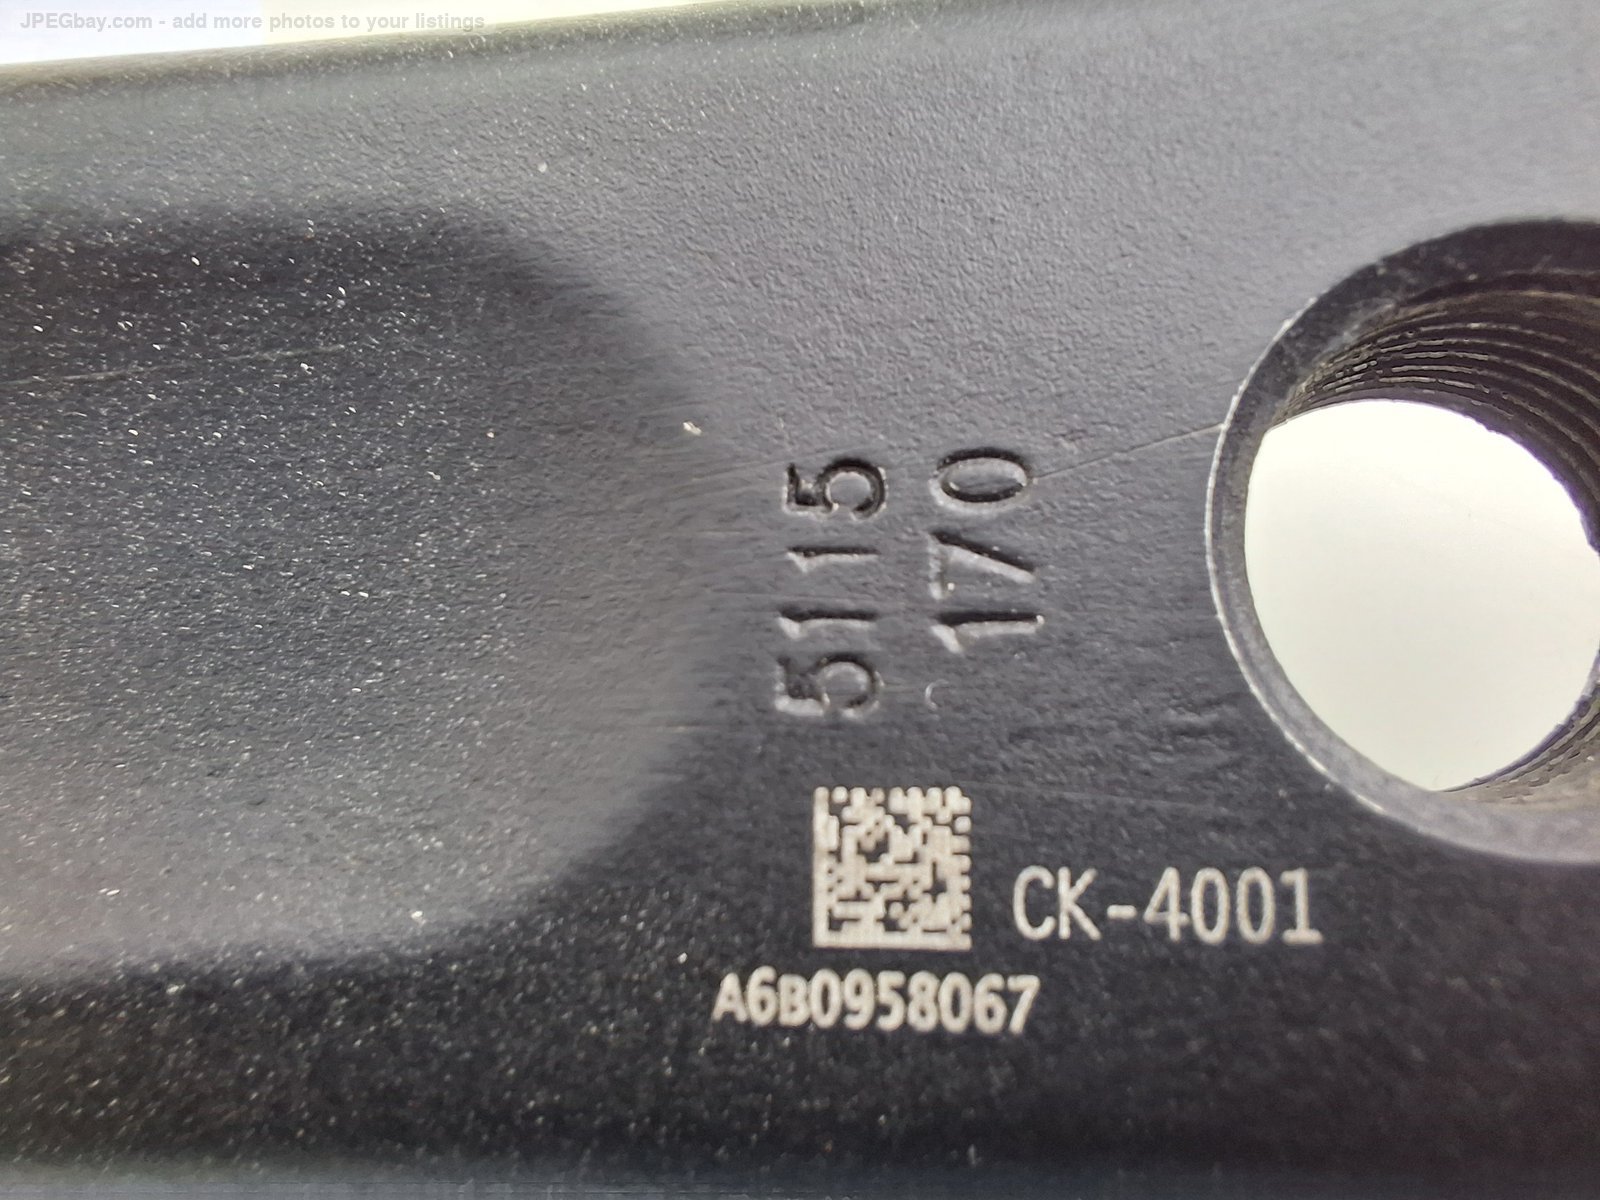 JPEGbay.com - add more photos to your listings
5115
170
CK-4001
A6B0958067